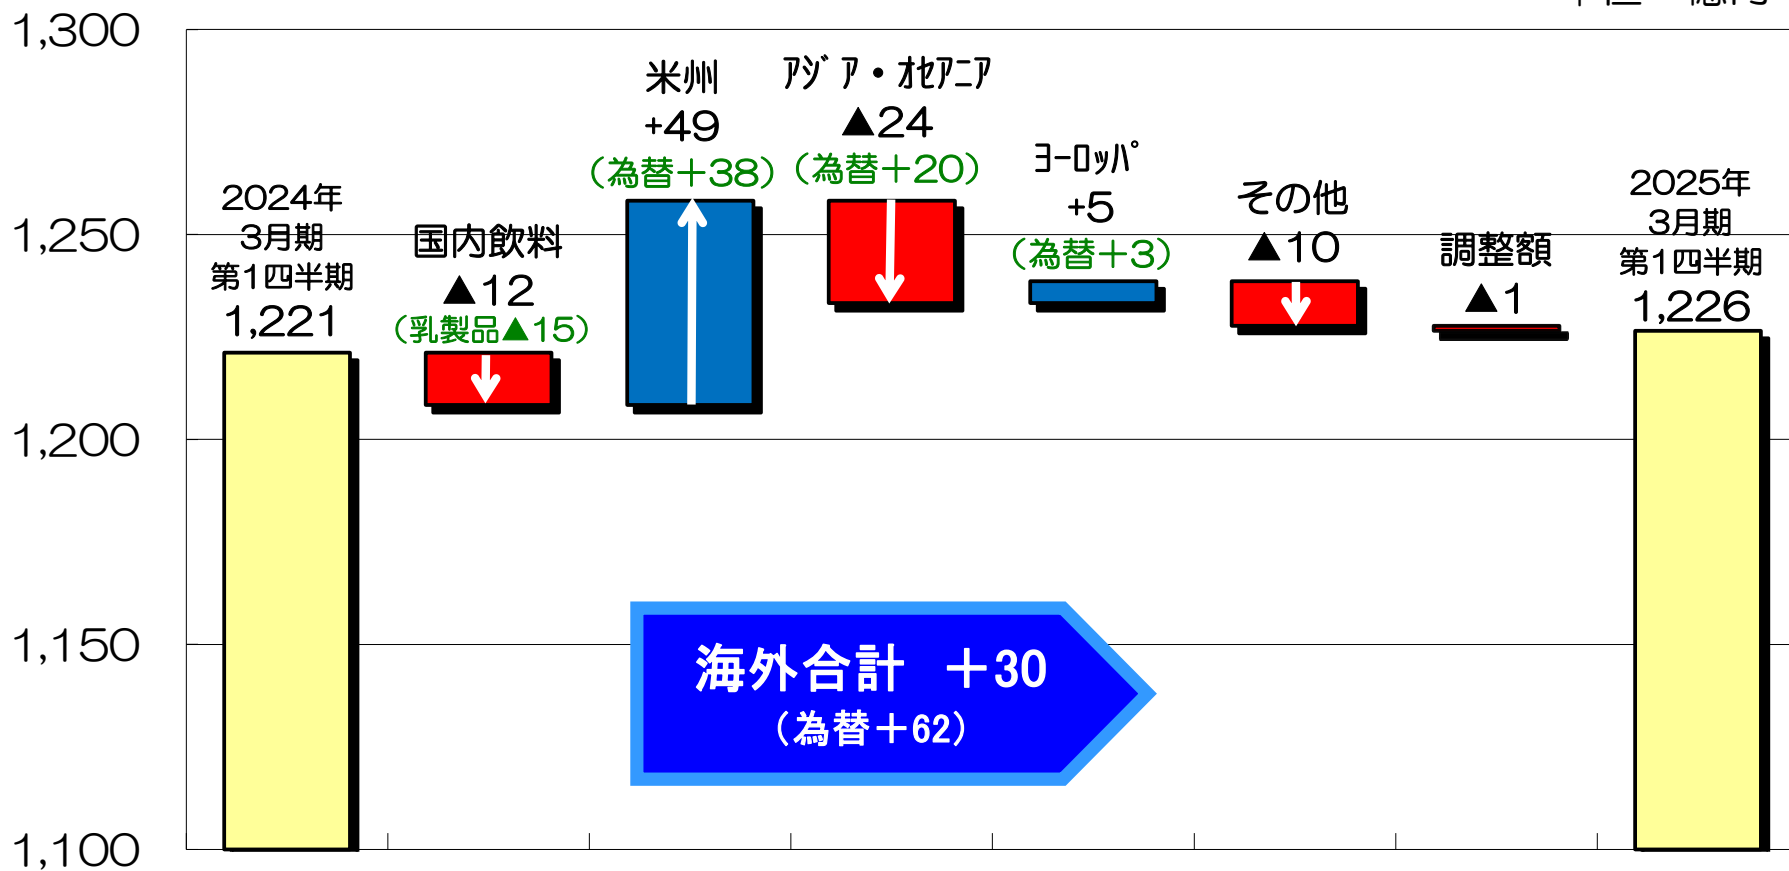 1,300
1,250
1,200
1,150
1,100
2024年
3月期
第1四半期
1,221
国内飲料
▲12
(乳製品▲15)
米州
+49
(為替+38)
ｱｼﾞｱ・ｵｾｱﾆｱ
▲24
(為替+20)
ﾖｰﾛｯﾊﾟ
+5
(為替+3)
その他
▲10
調整額
▲1
2025年
3月期
第1四半期
1,226
海外合計 +30
(為替+62)